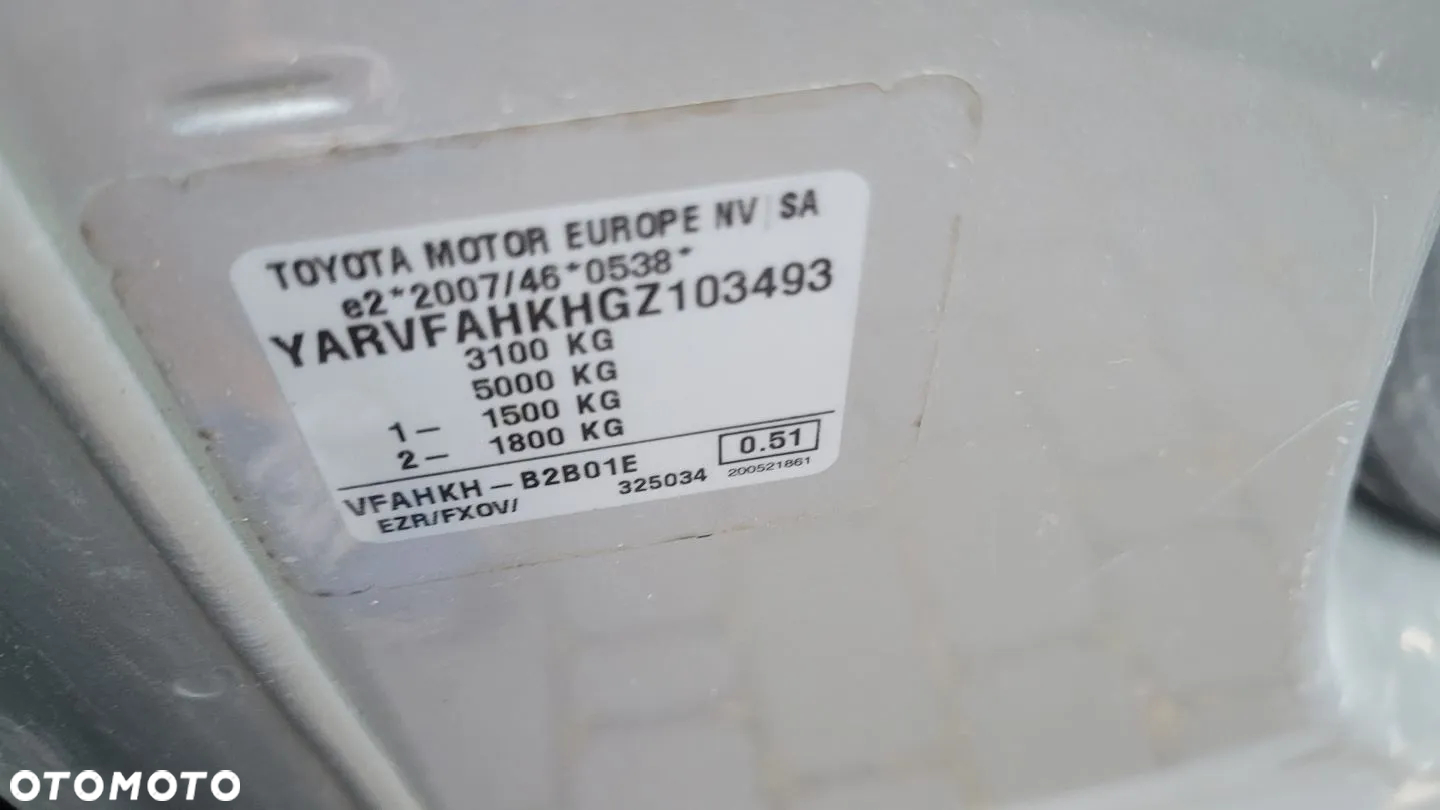 TOYOTA MOTOR EUROPE NV SA
e2*2007/46*0538*
YARVFAHKHGZ103493
3100 KG
5000 KG
1- 1500 KG
2- 1800 KG
VFAHKH-B2B01E 0.51
EZR/FXOV/ 325034 200521861
OTOMOTO